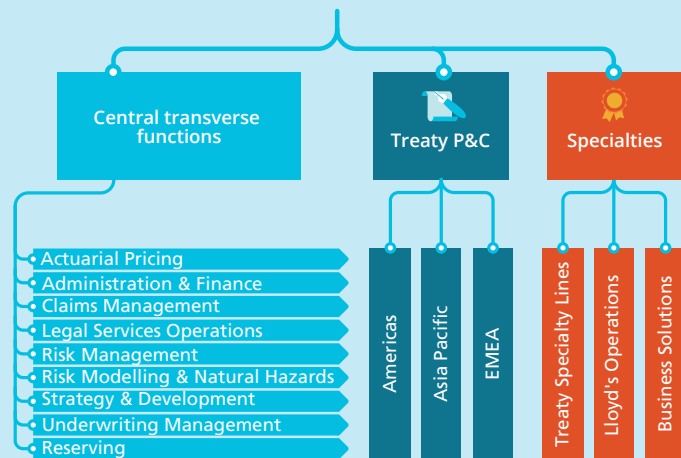 Central transverse
functions
Treaty P&C
Specialties
Actuarial Pricing
Administration & Finance
Claims Management
Legal Services Operations
Risk Management
Risk Modelling & Natural Hazards
Strategy & Development
Underwriting Management
Reserving
Americas
Asia Pacific
EMEA
Treaty Specialty Lines
Lloyd's Operations
Business Solutions